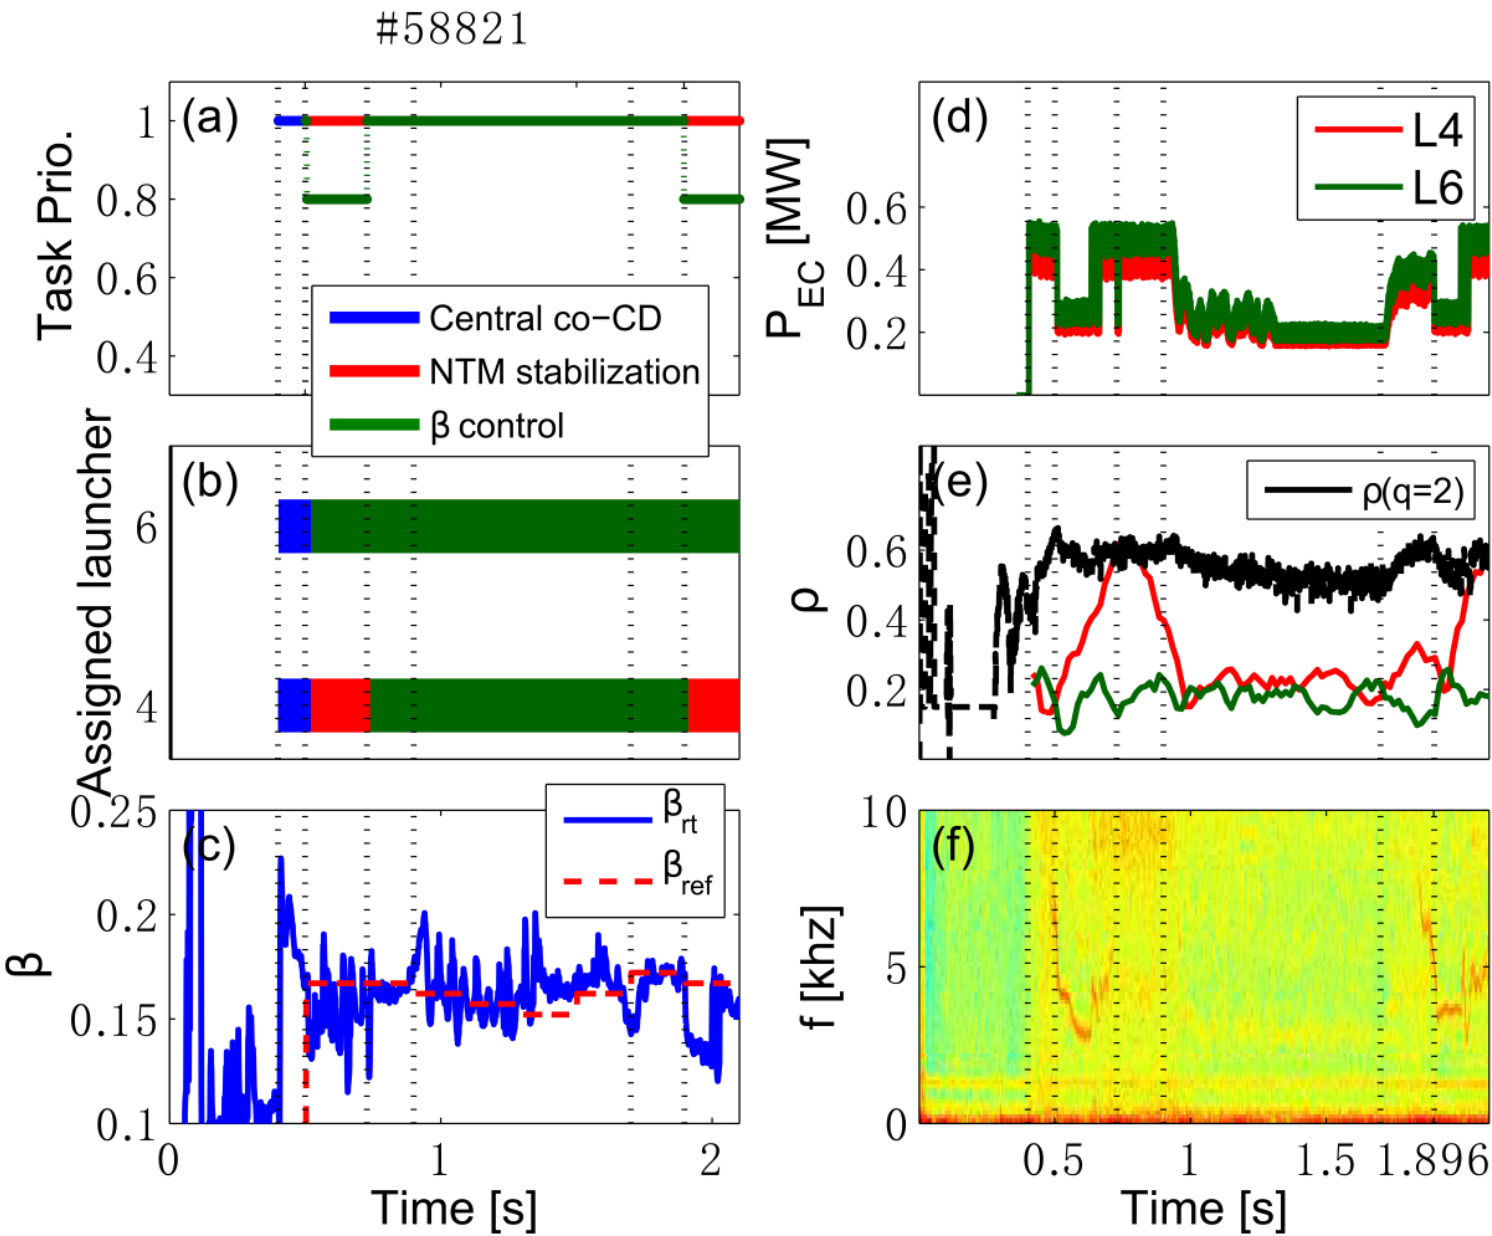 #58821
(a)
Task Prio.
1
0.8
0.6
0.4
Central co−CD
NTM stabilization
β control
(b)
Assigned launcher
6
4
(c)
β
0.25
0.2
0.15
0.1
βrt
βref
0
1
2
Time [s]
(d)
PEC [MW]
0.6
0.4
0.2
L4
L6
(e)
ρ
0.6
0.4
0.2
ρ(q=2)
(f)
f [khz]
10
5
0
0.5
1
1.5
1.896
Time [s]